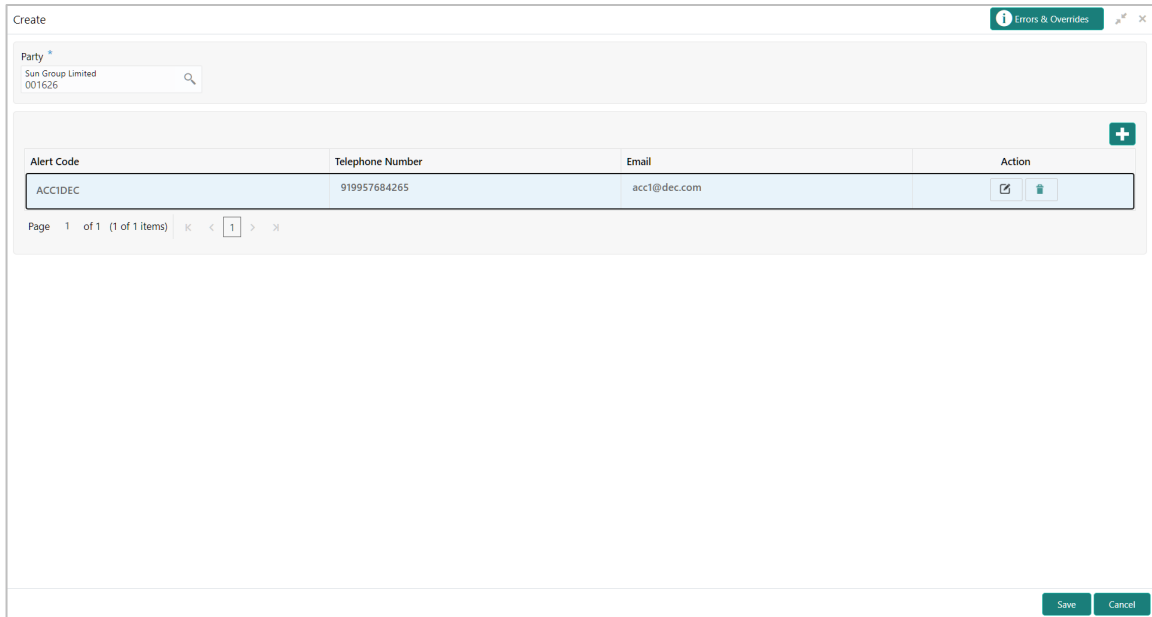 Create
Errors & Overrides
Party *
Sun Group Limited
001626
Alert Code Telephone Number Email Action
ACC1DEC 919957684265 acc1@dec.com
Page 1 of 1 (1 of 1 items) 1
Save Cancel